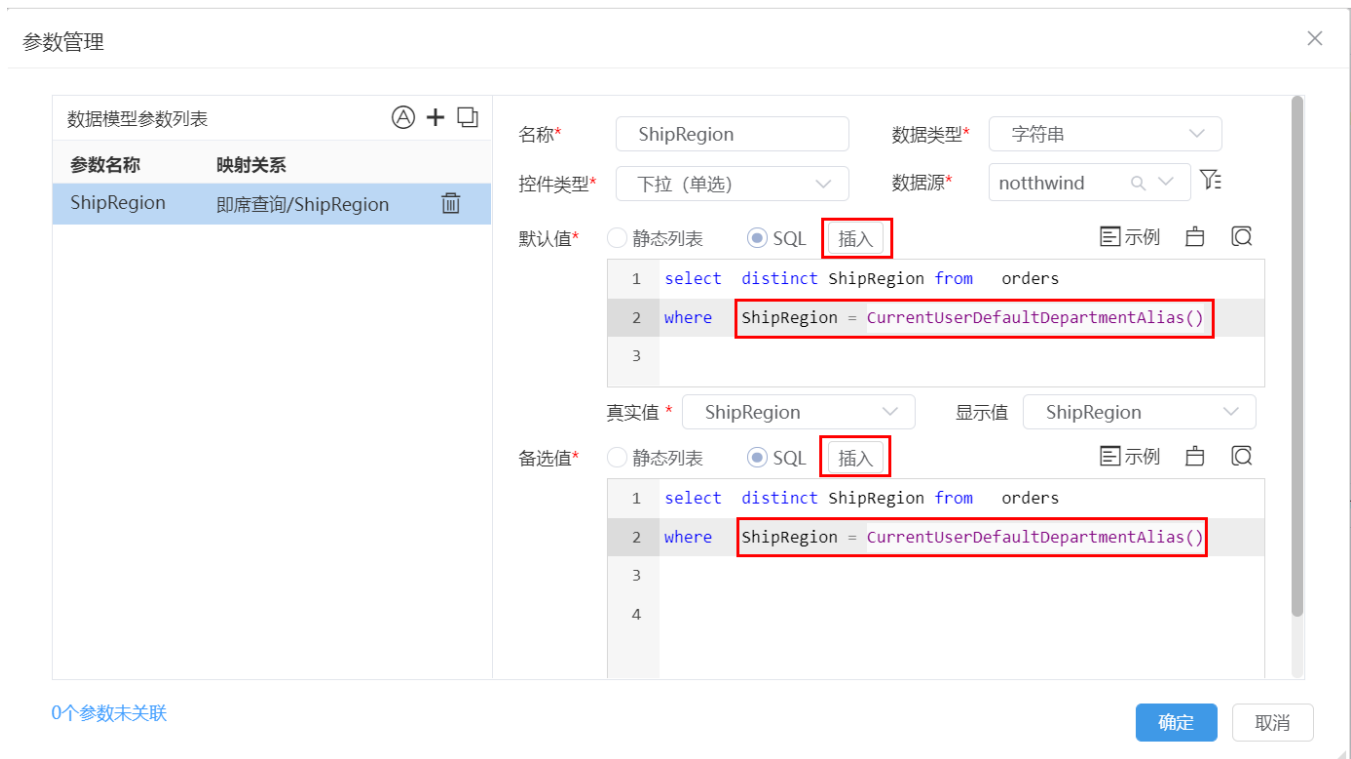 参数管理
数据模型参数列表
参数名称 映射关系
ShipRegion 即席查询/ShipRegion
名称* ShipRegion 数据类型* 字符串
控件类型* 下拉（单选） 数据源* notthwind
默认值* 静态列表 SQL 插入 示例
1 select distinct ShipRegion from orders
2 where ShipRegion = CurrentUserDefaultDepartmentAlias()
3
真实值 * ShipRegion 显示值 ShipRegion
备选值* 静态列表 SQL 插入 示例
1 select distinct ShipRegion from orders
2 where ShipRegion = CurrentUserDefaultDepartmentAlias()
3
4
0个参数未关联
确定 取消